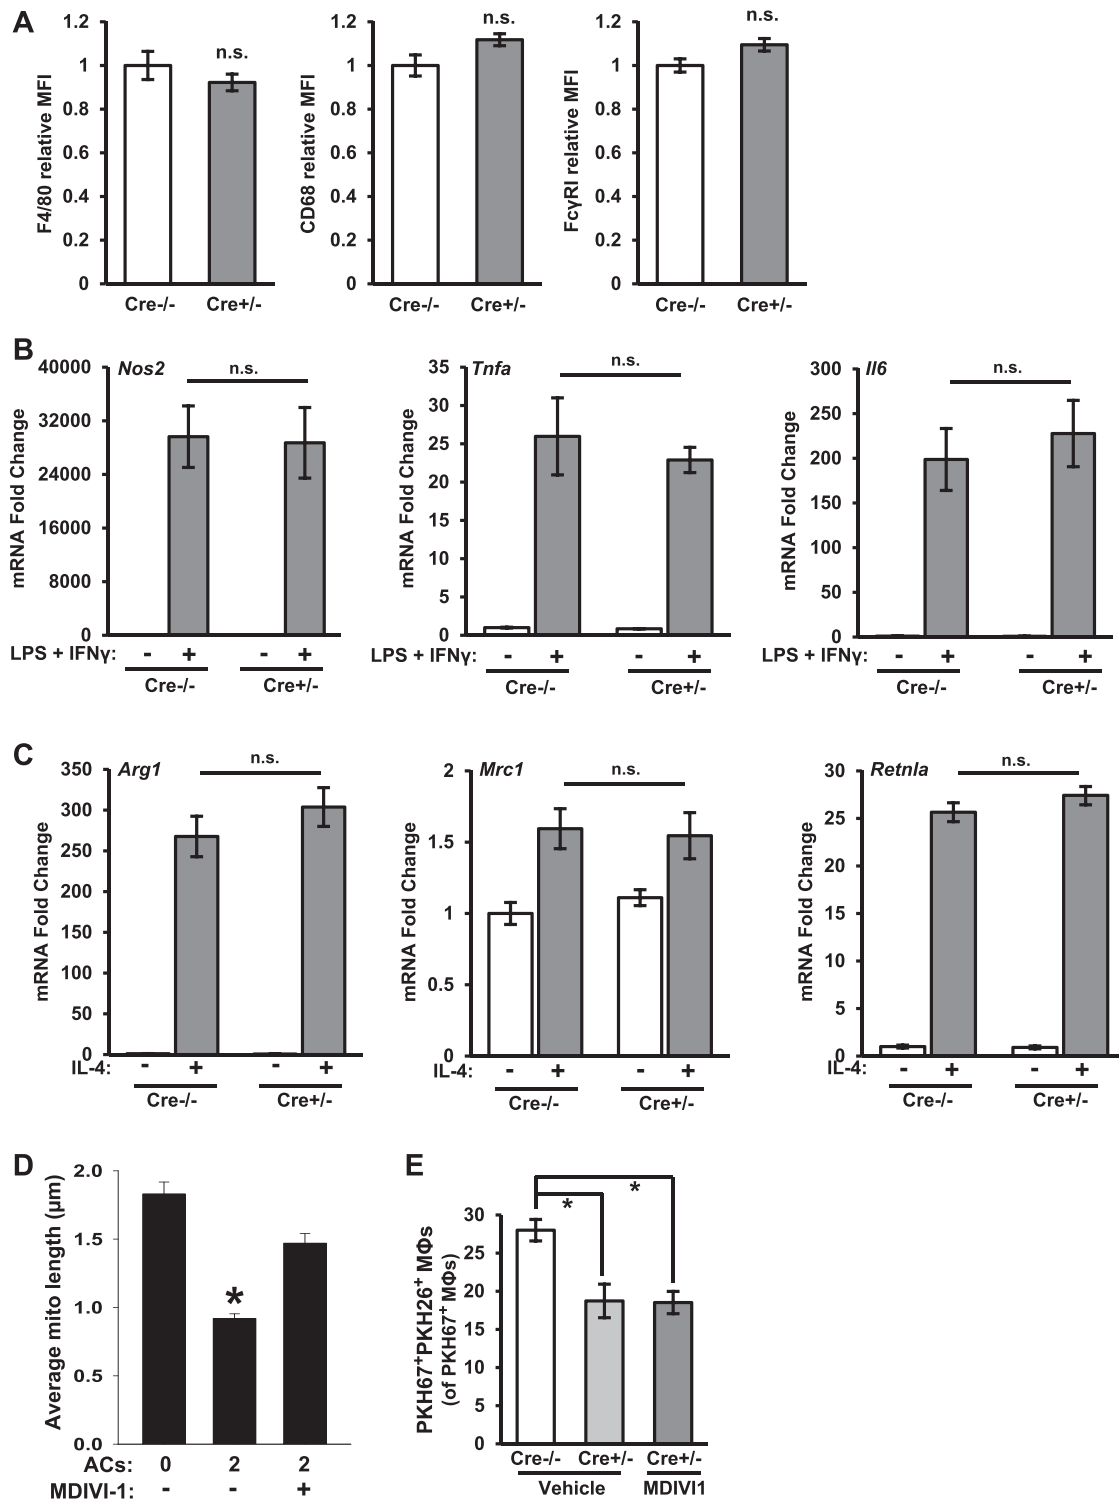 A
F4/80 relative MFI
1.2
1
0.8
0.6
0.4
0.2
0
n.s.
Cre-/- Cre+/-
CD68 relative MFI
1.2
1
0.8
0.6
0.4
0.2
0
n.s.
Cre-/- Cre+/-
FcγRI relative MFI
1.2
1
0.8
0.6
0.4
0.2
0
n.s.
Cre-/- Cre+/-
B
Nos2
n.s.
mRNA Fold Change
40000
32000
24000
16000
8000
0
LPS + IFNγ: - + - +
Cre-/- Cre+/-
Tnfa
n.s.
mRNA Fold Change
35
30
25
20
15
10
5
0
LPS + IFNγ: - + - +
Cre-/- Cre+/-
Il6
n.s.
mRNA Fold Change
300
250
200
150
100
50
0
LPS + IFNγ: - + - +
Cre-/- Cre+/-
C
Arg1
n.s.
mRNA Fold Change
350
300
250
200
150
100
50
0
IL-4: - + - +
Cre-/- Cre+/-
Mrc1
n.s.
mRNA Fold Change
2
1.5
1
0.5
0
IL-4: - + - +
Cre-/- Cre+/-
Retnla
n.s.
mRNA Fold Change
30
25
20
15
10
5
0
IL-4: - + - +
Cre-/- Cre+/-
D
Average mito length (μm)
2.0
1.5
1.0
0.5
0.0
*
ACs: 0 2 2
MDIVI-1: - - +
E
PKH67⁺PKH26⁺ MΦs
(of PKH67⁺ MΦs)
30
25
20
15
10
5
0
*
*
Cre-/- Cre+/- Cre+/-
Vehicle MDIVI1